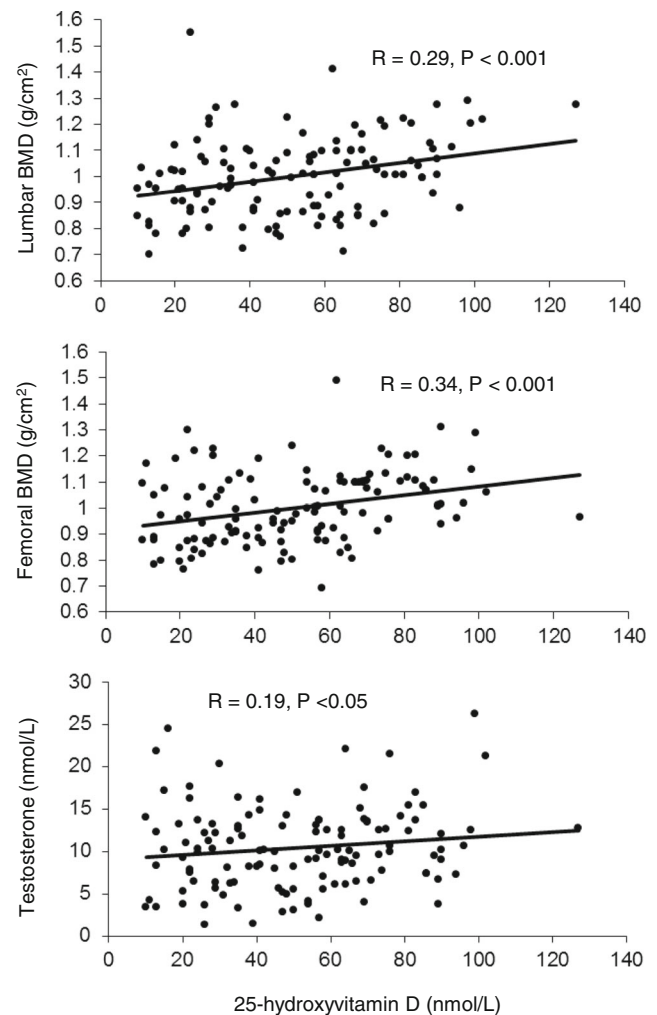 1.6
1.5
1.4
1.3
1.2
1.1
1
0.9
0.8
0.7
0.6
Lumbar BMD (g/cm²)
R = 0.29, P < 0.001
0 20 40 60 80 100 120 140
1.6
1.5
1.4
1.3
1.2
1.1
1
0.9
0.8
0.7
0.6
Femoral BMD (g/cm²)
R = 0.34, P < 0.001
0 20 40 60 80 100 120 140
30
25
20
15
10
5
0
Testosterone (nmol/L)
R = 0.19, P <0.05
0 20 40 60 80 100 120 140
25-hydroxyvitamin D (nmol/L)